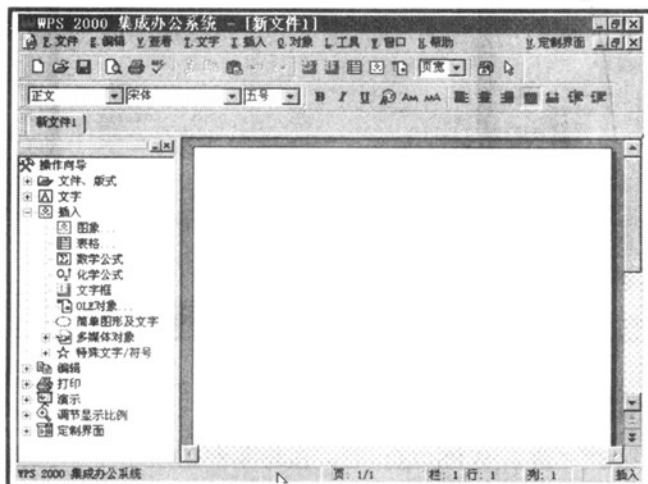 WPS 2000 集成办公系统 - [新文件1]
F.文件 E.编辑 V.查看 T.文字 I.插入 O.对象 L.工具 W.窗口 H.帮助 U.定制界面
页宽
正文 宋体 五号 B I U
新文件1
操作向导
文件、版式
文字
插入
图象...
表格...
数学公式
化学公式
文字框
OLE对象...
简单图形及文字
多媒体对象
特殊文字/符号
编辑
打印
演示
调节显示比例
定制界面
WPS 2000 集成办公系统 页: 1/1 栏: 1 行: 1 列: 1 插入